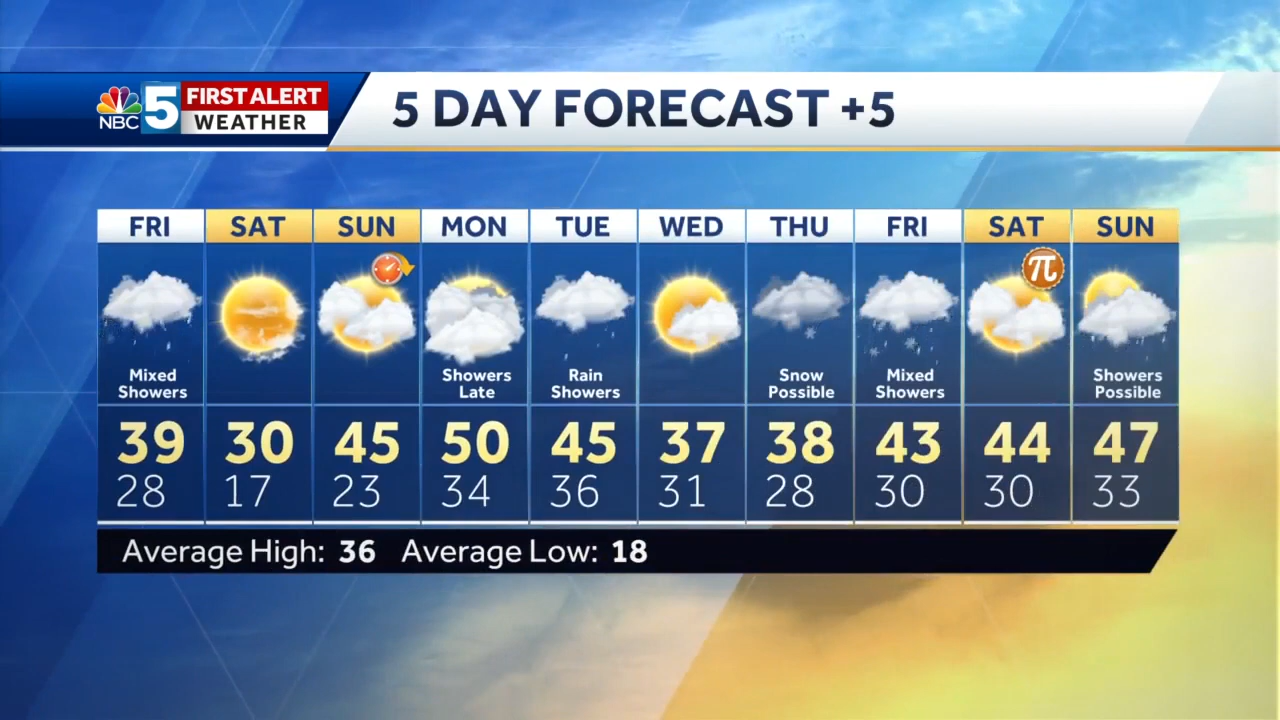 NBC 5 FIRST ALERT WEATHER
5 DAY FORECAST +5
FRI SAT SUN MON TUE WED THU FRI SAT SUN
π
Mixed Showers
Showers Late
Rain Showers
Snow Possible
Mixed Showers
Showers Possible
39 30 45 50 45 37 38 43 44 47
28 17 23 34 36 31 28 30 30 33
Average High: 36 Average Low: 18